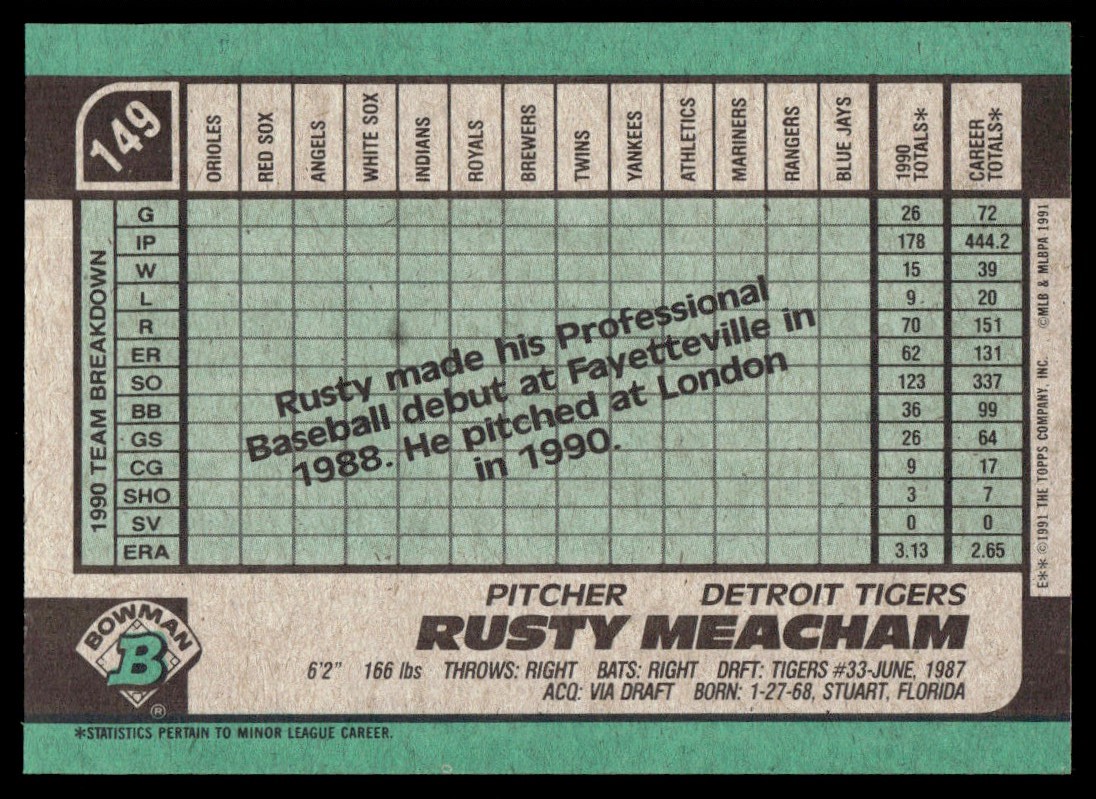 149
ORIOLES RED SOX ANGELS WHITE SOX INDIANS ROYALS BREWERS TWINS YANKEES ATHLETICS MARINERS RANGERS BLUE JAYS 1990 TOTALS* CAREER TOTALS*
1990 TEAM BREAKDOWN
G 26 72
IP 178 444.2
W 15 39
L 9 20
R 70 151
ER 62 131
SO 123 337
BB 36 99
GS 26 64
CG 9 17
SHO 3 7
SV 0 0
ERA 3.13 2.65
Rusty made his Professional
Baseball debut at Fayetteville in
1988. He pitched at London
in 1990.
E** ©1991 THE TOPPS COMPANY, INC. ©MLB & MLBPA 1991
PITCHER DETROIT TIGERS
RUSTY MEACHAM
6'2" 166 lbs THROWS: RIGHT BATS: RIGHT DRFT: TIGERS #33-JUNE, 1987
ACQ: VIA DRAFT BORN: 1-27-68, STUART, FLORIDA
BOWMAN
B
®
*STATISTICS PERTAIN TO MINOR LEAGUE CAREER.